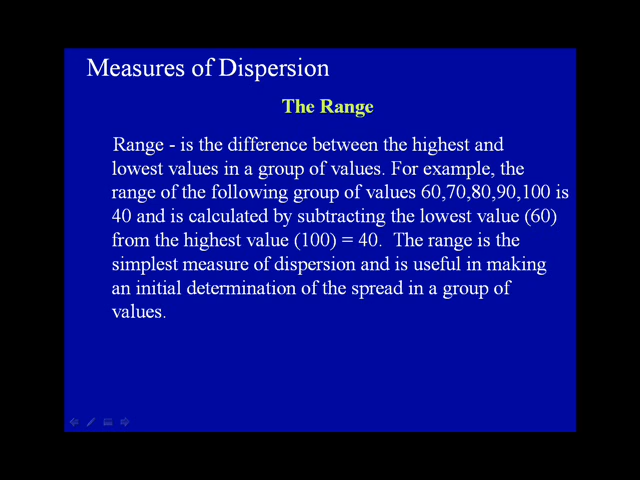 Measures of Dispersion
The Range
Range - is the difference between the highest and
lowest values in a group of values. For example, the
range of the following group of values 60,70,80,90,100 is
40 and is calculated by subtracting the lowest value (60)
from the highest value (100) = 40. The range is the
simplest measure of dispersion and is useful in making
an initial determination of the spread in a group of
values.